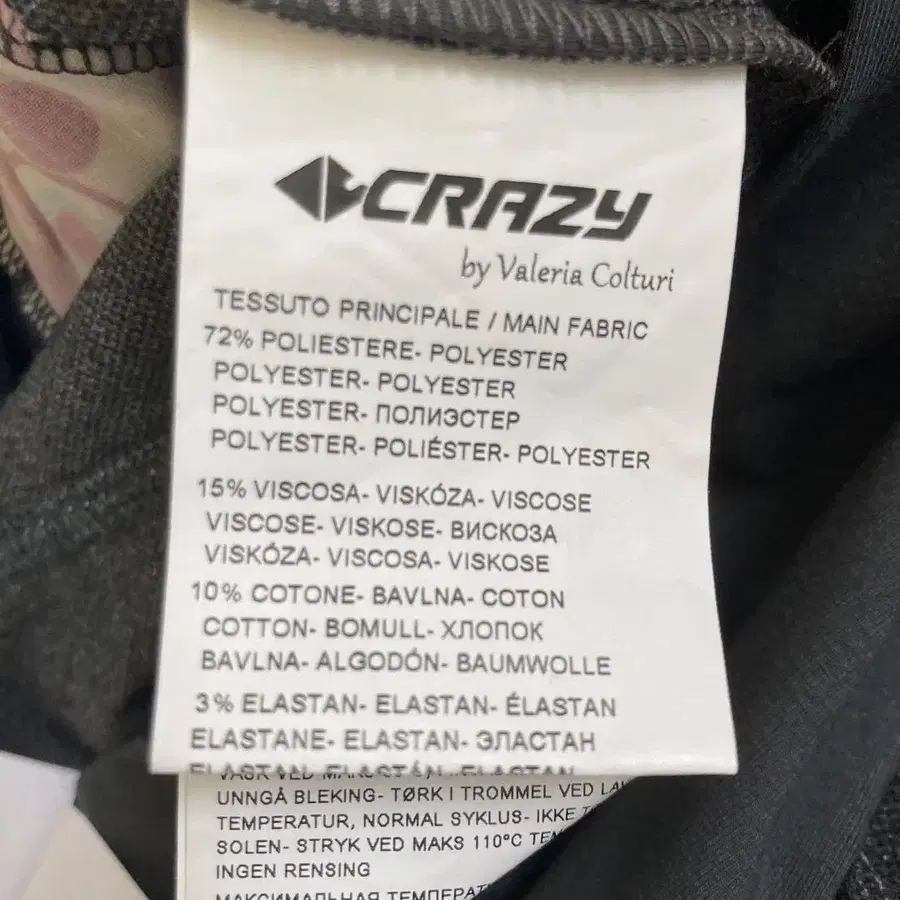 CRAZY
by Valeria Colturi
TESSUTO PRINCIPALE / MAIN FABRIC
72% POLIESTERE- POLYESTER
POLYESTER- POLYESTER
POLYESTER- ПОЛИЭСТЕР
POLYESTER- POLIÉSTER- POLYESTER
15% VISCOSA- VISKÓZA- VISCOSE
VISCOSE- VISKOSE- ВИСКОЗА
VISKÓZA- VISCOSA- VISKOSE
10% COTONE- BAVLNA- COTON
COTTON- BOMULL- ХЛОПОК
BAVLNA- ALGODÓN- BAUMWOLLE
3% ELASTAN- ELASTAN- ÉLASTAN
ELASTANE- ELASTAN- ЭЛАСТАН
UNNGÅ BLEKING- TØRK I TROMMEL VED
TEMPERATUR, NORMAL SYKLUS- IKKE
SOLEN- STRYK VED MAKS 110°C
INGEN RENSING
МАКСИМАЛЬНАЯ